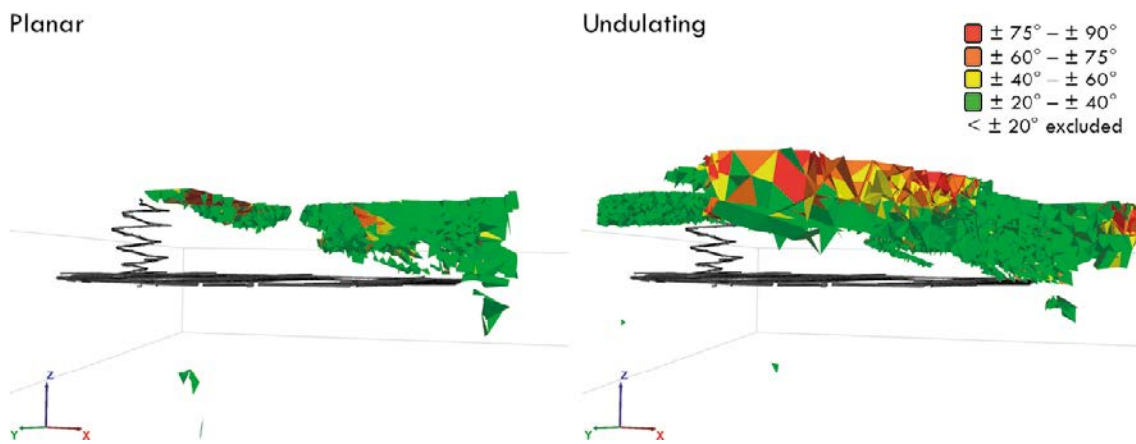 Planar
Undulating
± 75° – ± 90°
± 60° – ± 75°
± 40° – ± 60°
± 20° – ± 40°
< ± 20° excluded
Z
Y
X
Z
Y
X